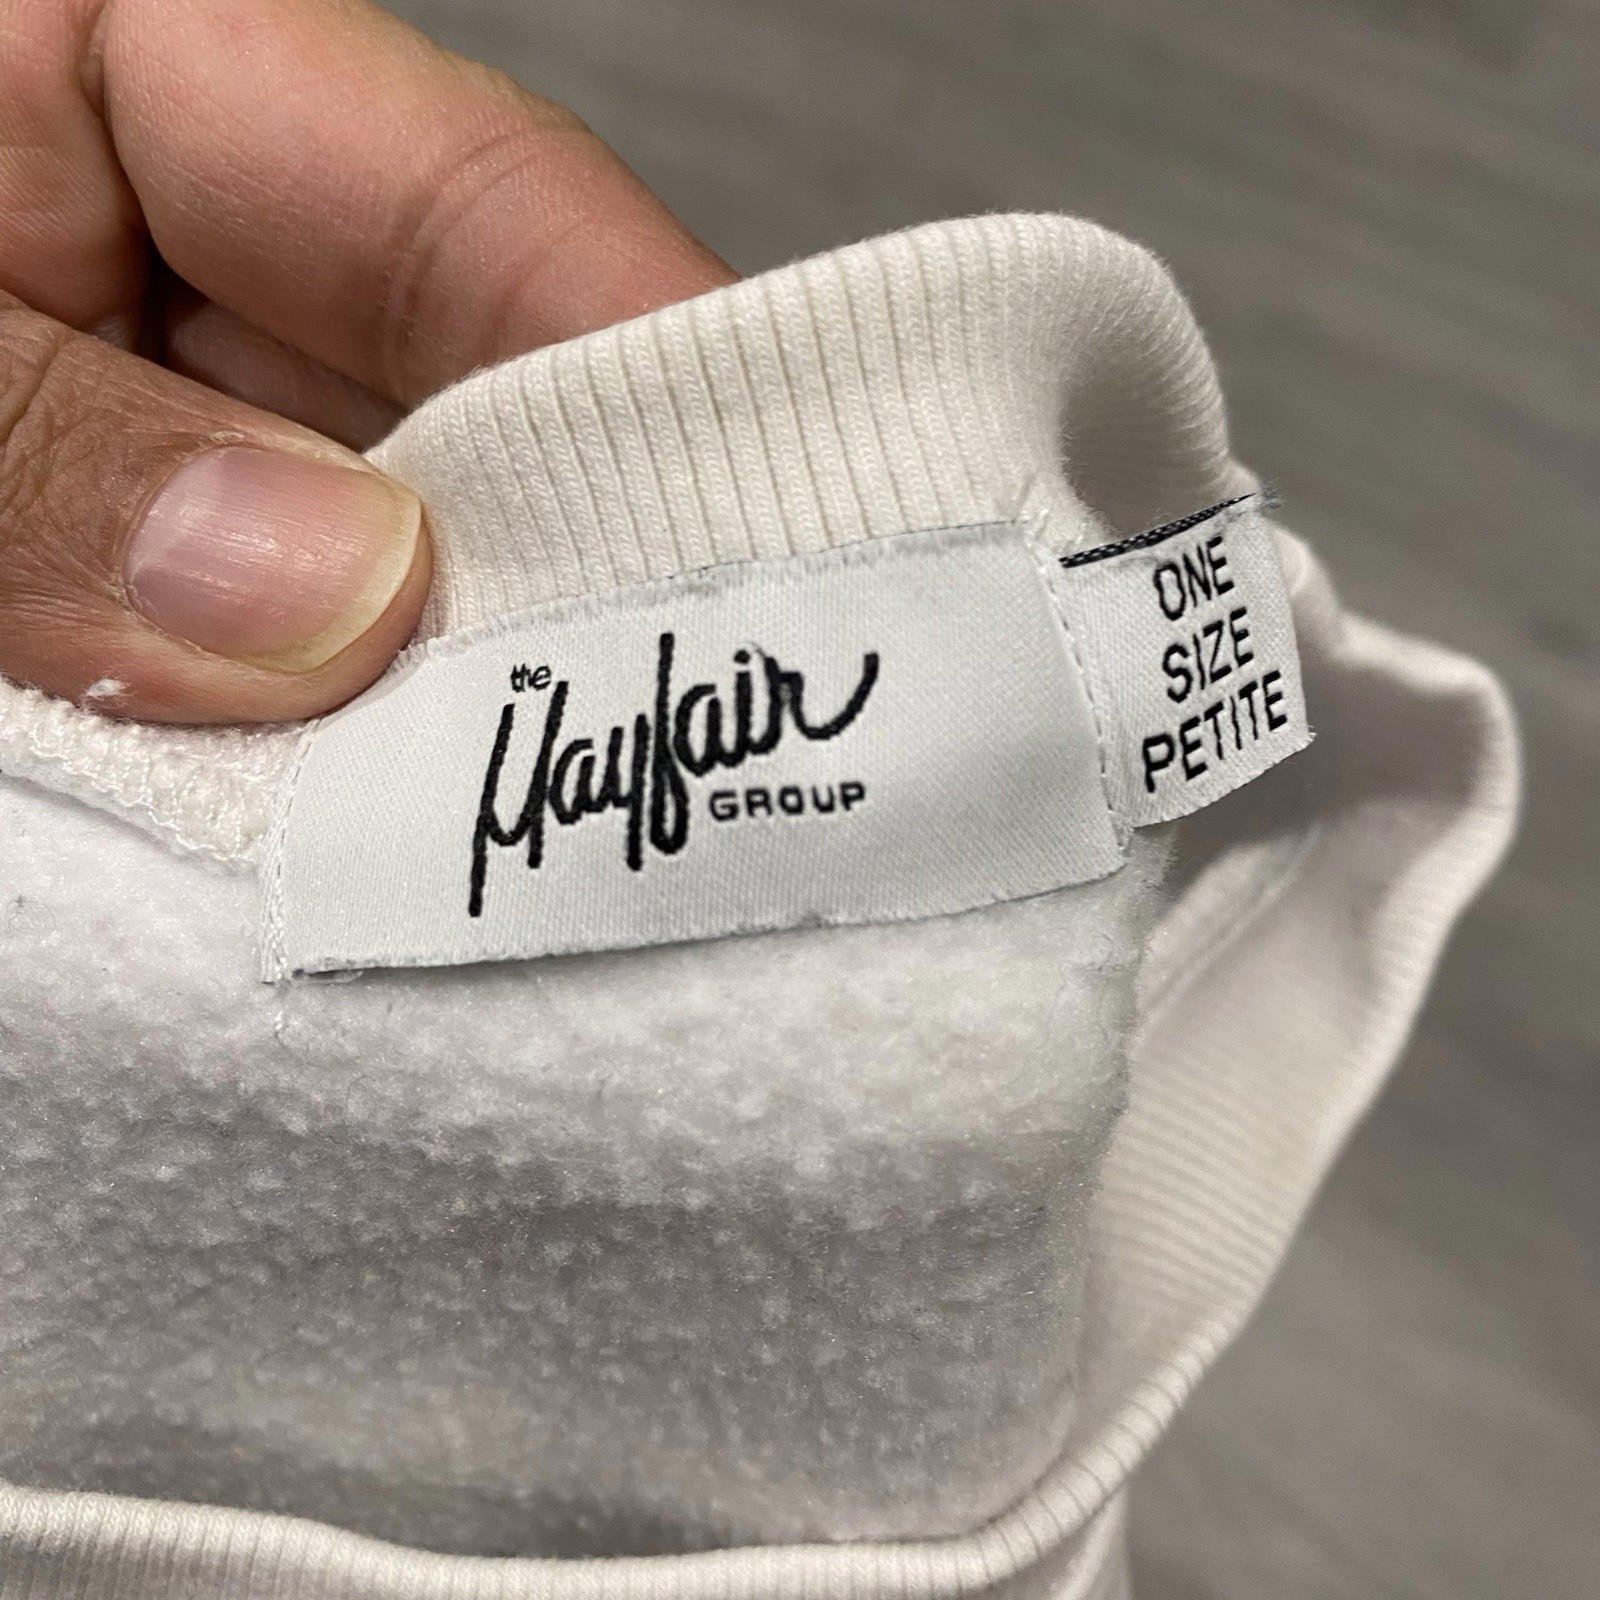 the
Mayfair
GROUP
ONE
SIZE
PETITE